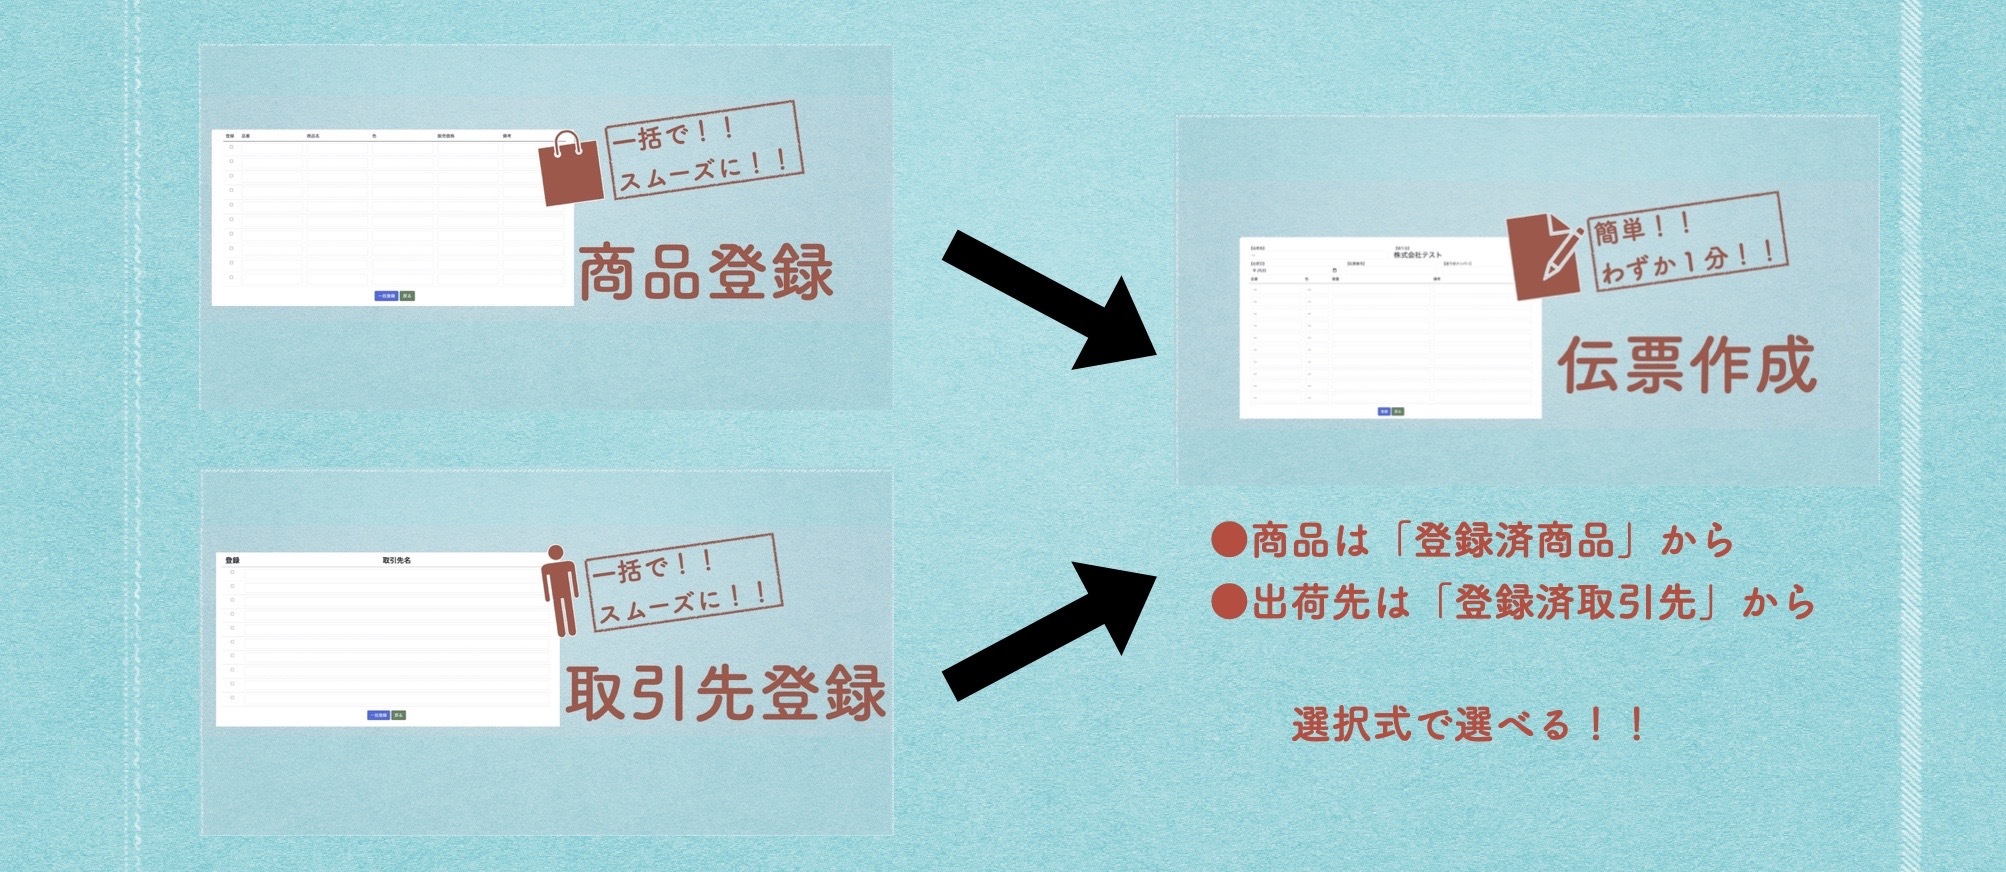 登録 品番 商品名 色 販売価格 備考
一括で！！
スムーズに！！
商品登録
一括登録 戻る
登録 取引先名
一括で！！
スムーズに！！
取引先登録
一括登録 戻る
簡単！！
わずか１分！！
株式会社テスト
伝票作成
登録 戻る
●商品は「登録済商品」から
●出荷先は「登録済取引先」から
選択式で選べる！！